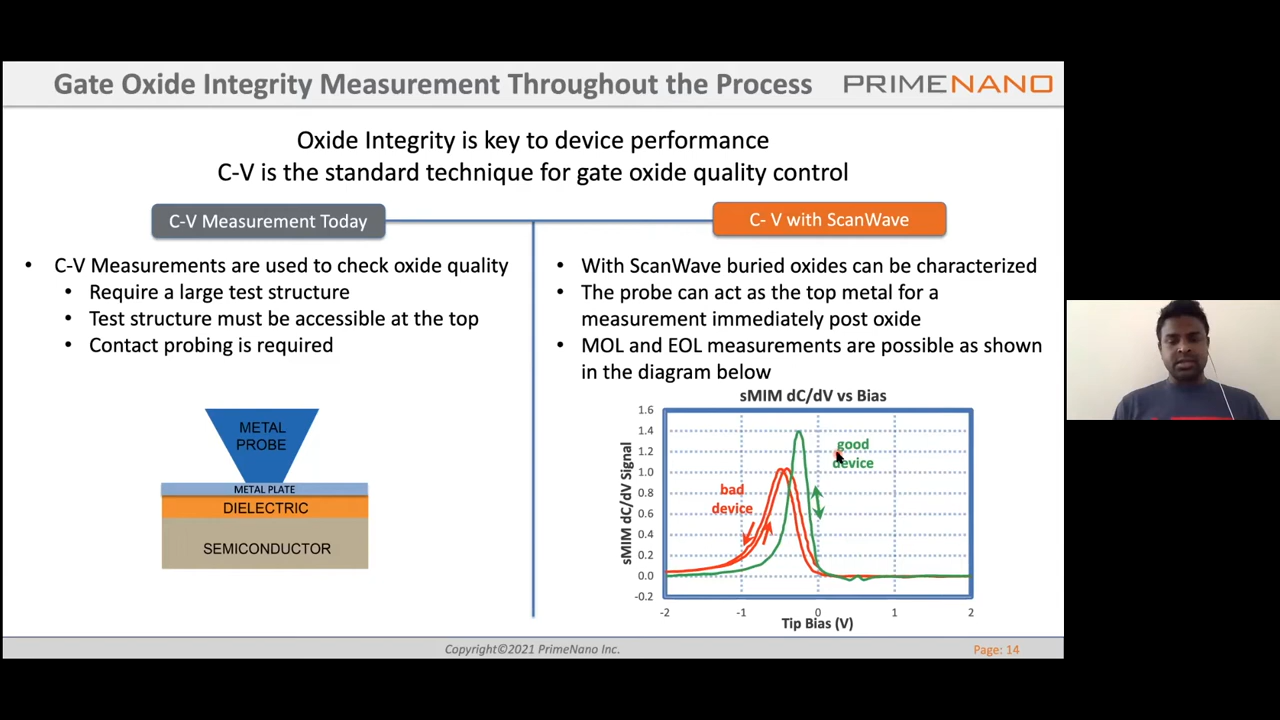 Gate Oxide Integrity Measurement Throughout the Process
PRIMENANO
Oxide Integrity is key to device performance
C-V is the standard technique for gate oxide quality control
C-V Measurement Today
• C-V Measurements are used to check oxide quality
• Require a large test structure
• Test structure must be accessible at the top
• Contact probing is required
METAL
PROBE
METAL PLATE
DIELECTRIC
SEMICONDUCTOR
C- V with ScanWave
• With ScanWave buried oxides can be characterized
• The probe can act as the top metal for a
measurement immediately post oxide
• MOL and EOL measurements are possible as shown
in the diagram below
sMIM dC/dV vs Bias
sMIM dC/dV Signal
1.6
1.4
1.2
1.0
0.8
0.6
0.4
0.2
0.0
-0.2
good
device
bad
device
-2 -1 0 1 2
Tip Bias (V)
Copyright©2021 PrimeNano Inc.
Page: 14